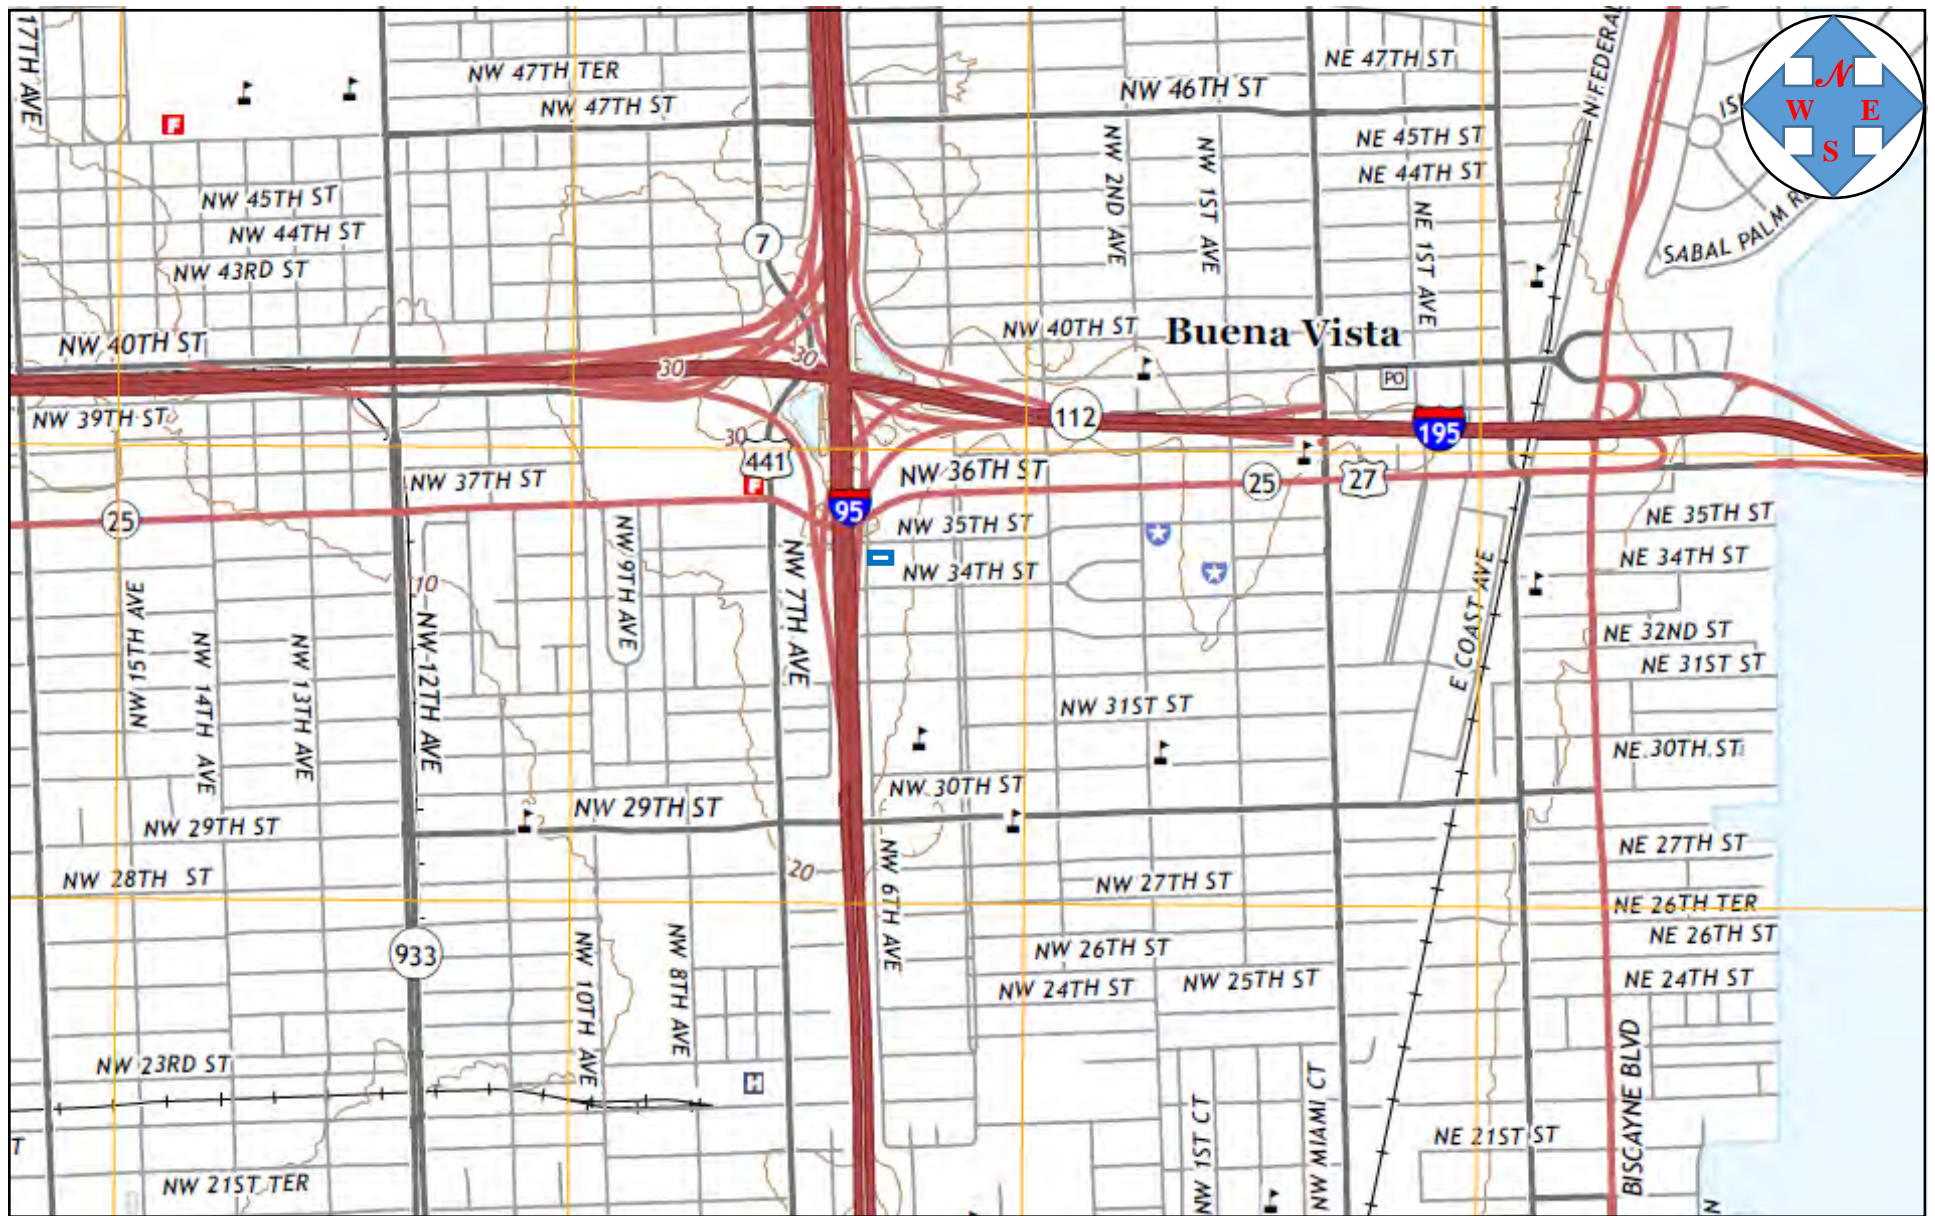 17TH AVE
NW 47TH TER
NW 47TH ST
NW 46TH ST
NE 47TH ST
N FEDERAL
N
W
E
S
NE 45TH ST
NE 44TH ST
NW 2ND AVE
NW 1ST AVE
NE 1ST AVE
SABAL PALM
NW 45TH ST
NW 44TH ST
NW 43RD ST
7
NW 40TH ST
NW 40TH ST
Buena Vista
30
30
PO
NW 39TH ST
112
195
30
441
NW 37TH ST
NW 36TH ST
25
27
25
95
NW 35TH ST
NE 35TH ST
NW 34TH ST
NE 34TH ST
NW 9TH AVE
NW 7TH AVE
E COAST AVE
10
NW 15TH AVE
NW 14TH AVE
NW 13TH AVE
NW 12TH AVE
NE 32ND ST
NE 31ST ST
NW 31ST ST
NE 30TH ST
NW 30TH ST
NW 29TH ST
NW 29TH ST
NE 27TH ST
NW 28TH ST
20
NW 6TH AVE
NW 27TH ST
NE 26TH TER
NE 26TH ST
NW 26TH ST
933
NW 10TH AVE
NW 8TH AVE
NW 24TH ST
NW 25TH ST
NE 24TH ST
NW 23RD ST
H
BISCAYNE BLVD
NW 1ST CT
NW MIAMI CT
NE 21ST ST
T
NW 21ST TER
N